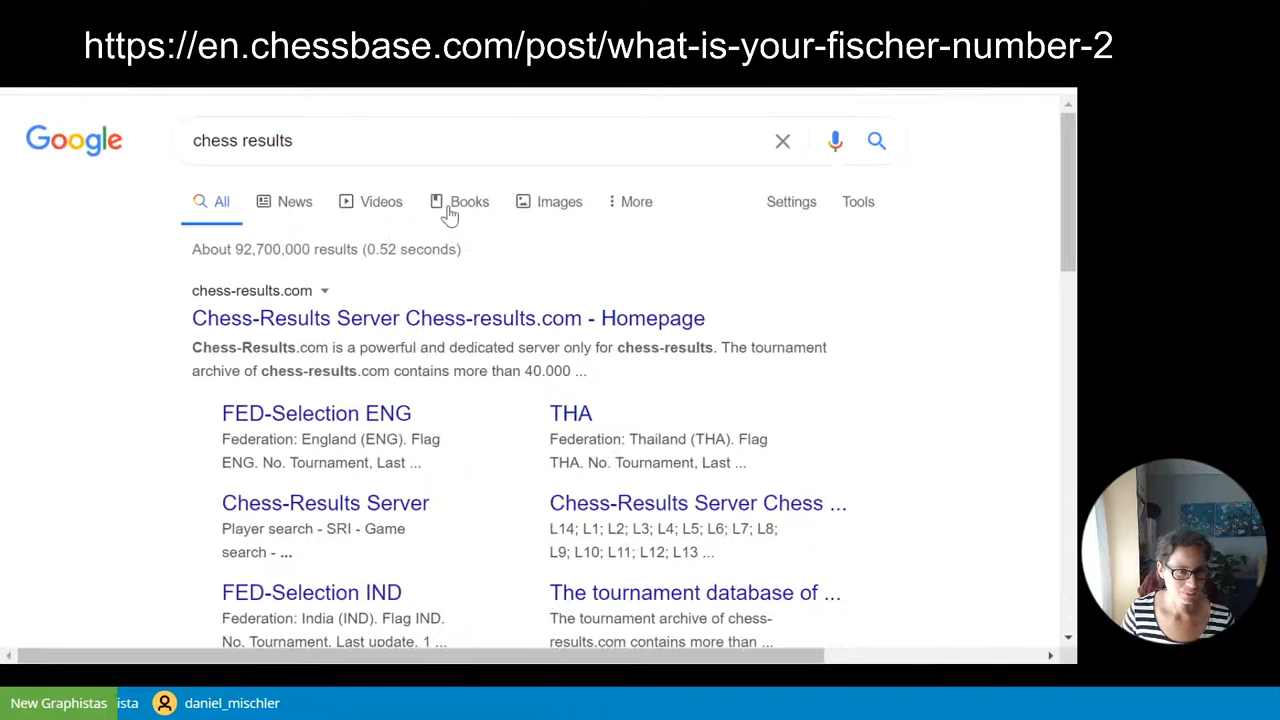 https://en.chessbase.com/post/what-is-your-fischer-number-2
Google
chess results
All
News
Videos
Books
Images
More
Settings
Tools
About 92,700,000 results (0.52 seconds)
chess-results.com
Chess-Results Server Chess-results.com - Homepage
Chess-Results.com is a powerful and dedicated server only for chess-results. The tournament
archive of chess-results.com contains more than 40.000 ...
FED-Selection ENG
Federation: England (ENG). Flag
ENG. No. Tournament, Last ...
THA
Federation: Thailand (THA). Flag
THA. No. Tournament, Last ...
Chess-Results Server
Player search - SRI - Game
search - ...
Chess-Results Server Chess ...
L14; L1; L2; L3; L4; L5; L6; L7; L8;
L9; L10; L11; L12; L13 ...
FED-Selection IND
Federation: India (IND). Flag IND.
No. Tournament. Last update. 1 ...
The tournament database of ...
The tournament archive of chess-
results.com contains more than ...
New Graphistas
ista
daniel_mischler